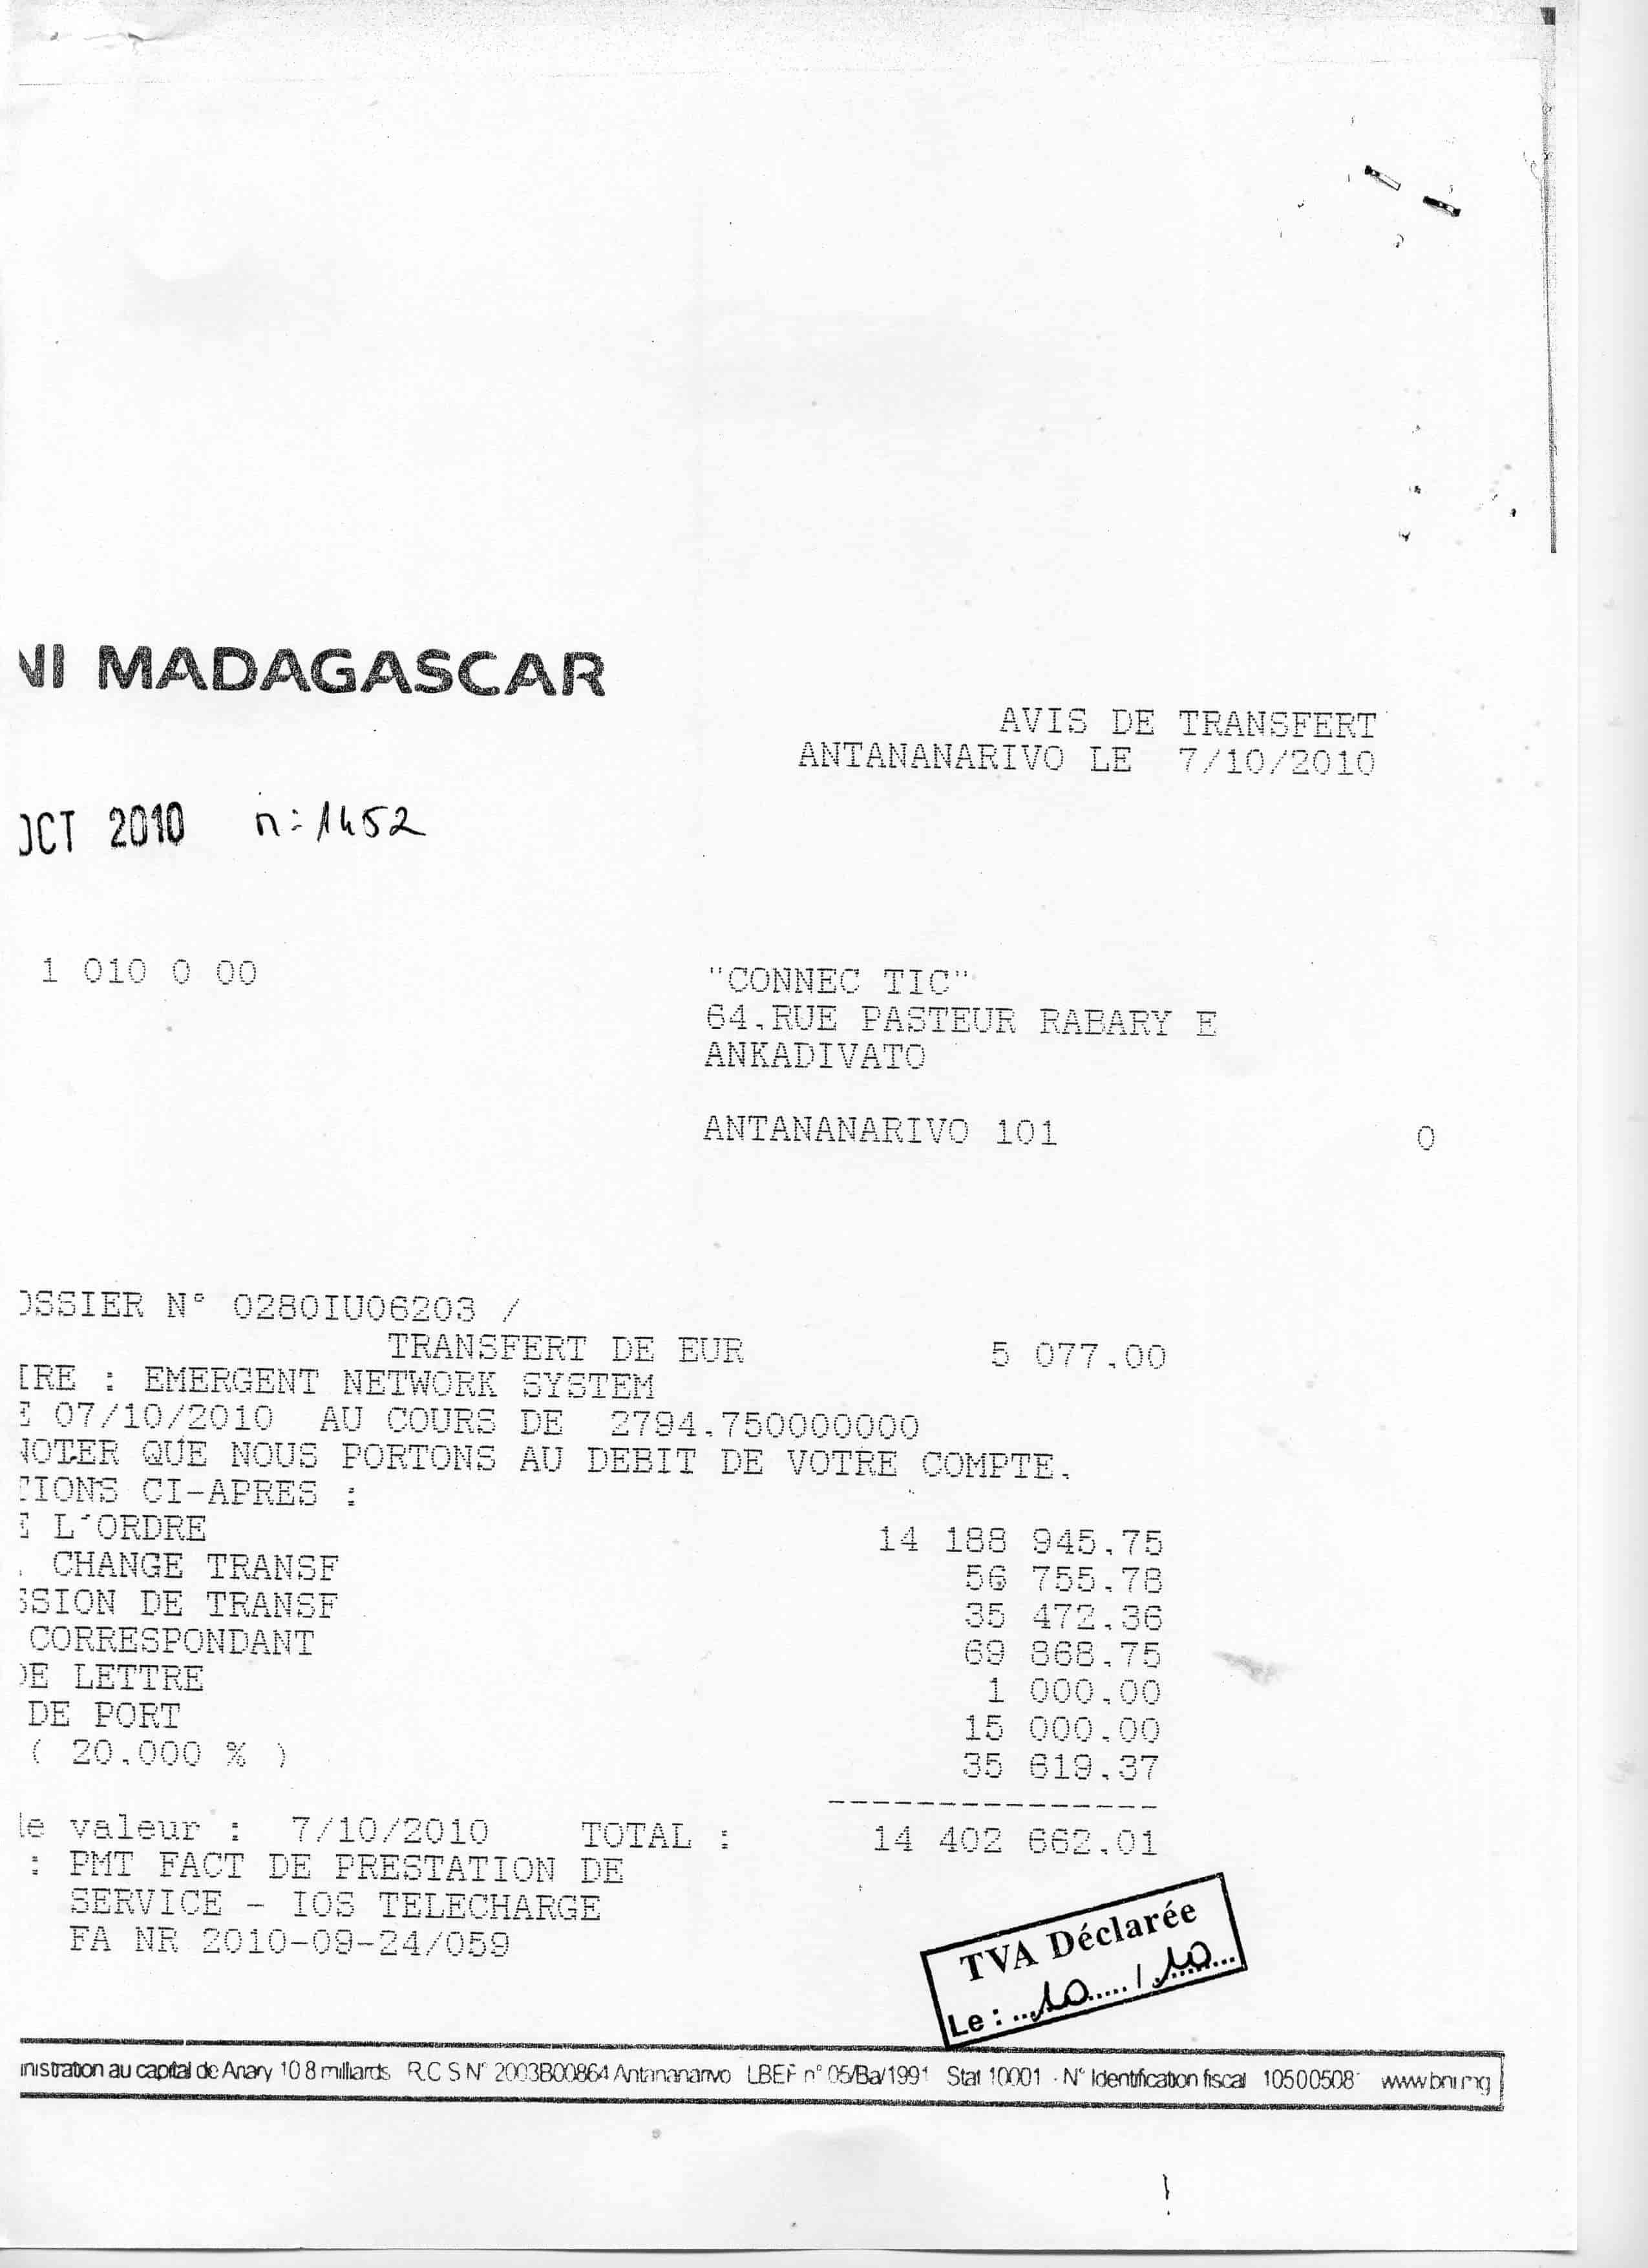 NI MADAGASCAR
AVIS DE TRANSFERT
ANTANANARIVO LE 7/10/2010
OCT 2010 n: 1452
1 010 0 00
"CONNEC TIC"
64.RUE PASTEUR RABARY E
ANKADIVATO
ANTANANARIVO 101 0
OSSIER N° 0280IU06203 /
TRANSFERT DE EUR 5 077.00
IRE : EMERGENT NETWORK SYSTEM
E 07/10/2010 AU COURS DE 2794.750000000
NOTER QUE NOUS PORTONS AU DEBIT DE VOTRE COMPTE.
TIONS CI-APRES :
E L'ORDRE 14 188 945.75
. CHANGE TRANSF 56 755.78
SSION DE TRANSF 35 472.36
CORRESPONDANT 69 868.75
DE LETTRE 1 000.00
DE PORT 15 000.00
( 20.000 % ) 35 619.37
---------------
de valeur : 7/10/2010 TOTAL : 14 402 662.01
: PMT FACT DE PRESTATION DE
SERVICE - IOS TELECHARGE
FA NR 2010-09-24/059
TVA Déclarée
Le : ...10...../.10.......
inistration au capital de Ariary 10 8 milliards R.C S N° 2003B00864 Antananarivo LBEF n° 05/Ba/1991 Stat 10001 - N° Identification fiscal 10500508 www.bni.mg